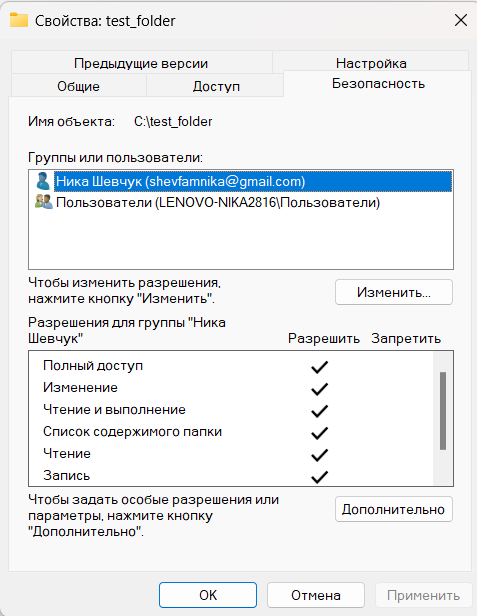 Свойства: test_folder
Предыдущие версии
Настройка
Общие
Доступ
Безопасность
Имя объекта: C:\test_folder
Группы или пользователи:
Ника Шевчук (shevfamnika@gmail.com)
Пользователи (LENOVO-NIKA2816\Пользователи)
Чтобы изменить разрешения,
нажмите кнопку "Изменить".
Изменить...
Разрешения для группы "Ника
Шевчук"
Разрешить
Запретить
Полный доступ
Изменение
Чтение и выполнение
Список содержимого папки
Чтение
Запись
Чтобы задать особые разрешения или
параметры, нажмите кнопку
"Дополнительно".
Дополнительно
OK
Отмена
Применить